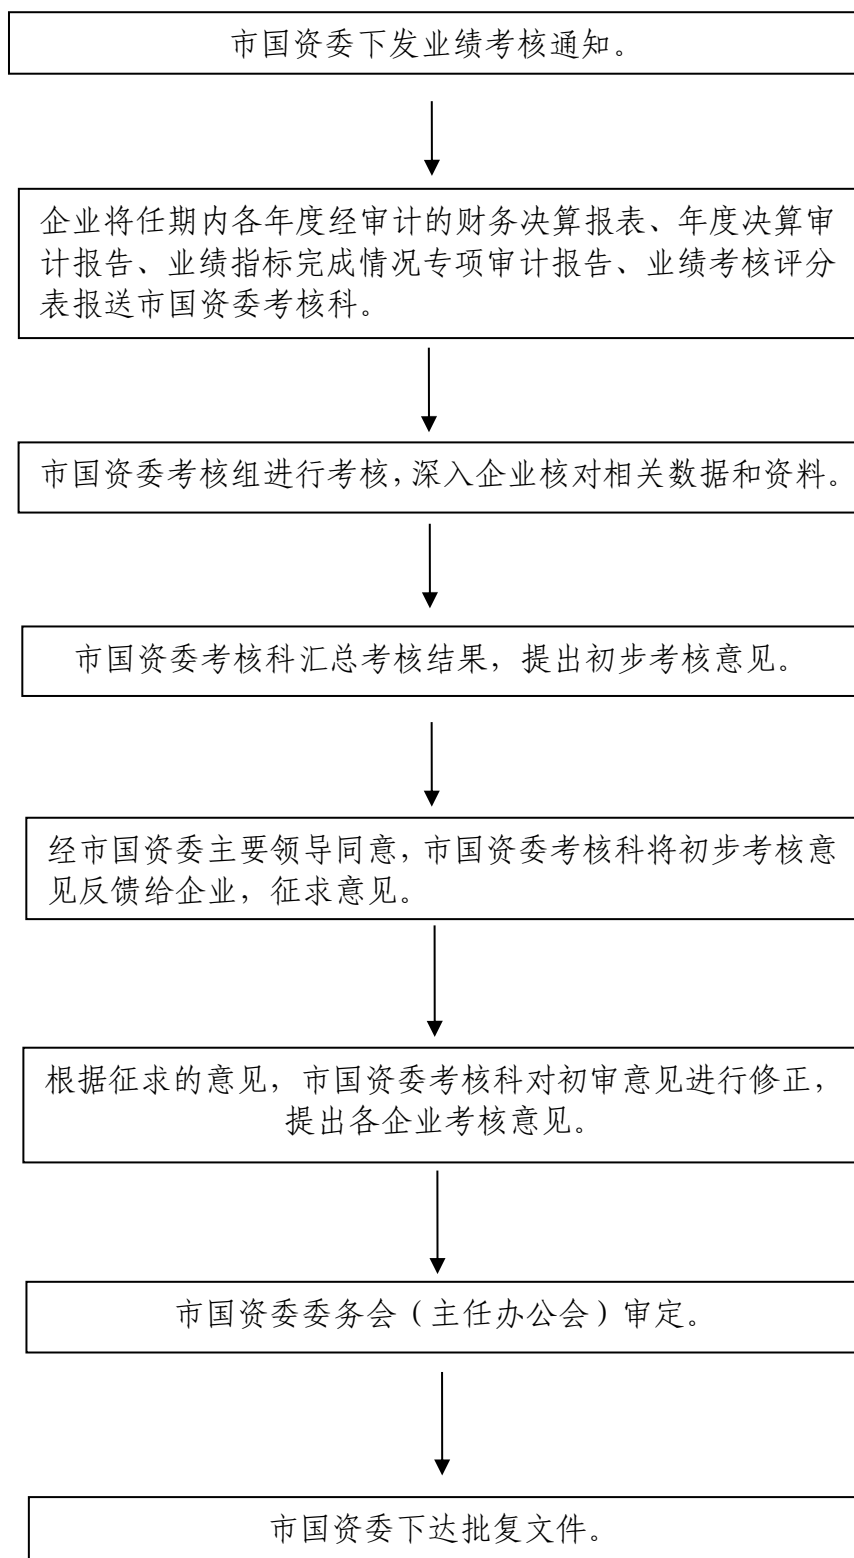 市国资委下发业绩考核通知。
企业将任期内各年度经审计的财务决算报表、年度决算审
计报告、业绩指标完成情况专项审计报告、业绩考核评分
表报送市国资委考核科。
市国资委考核组进行考核,深入企业核对相关数据和资料。
市国资委考核科汇总考核结果，提出初步考核意见。
经市国资委主要领导同意,市国资委考核科将初步考核意
见反馈给企业，征求意见。
根据征求的意见，市国资委考核科对初审意见进行修正，
提出各企业考核意见。
市国资委委务会（主任办公会）审定。
市国资委下达批复文件。